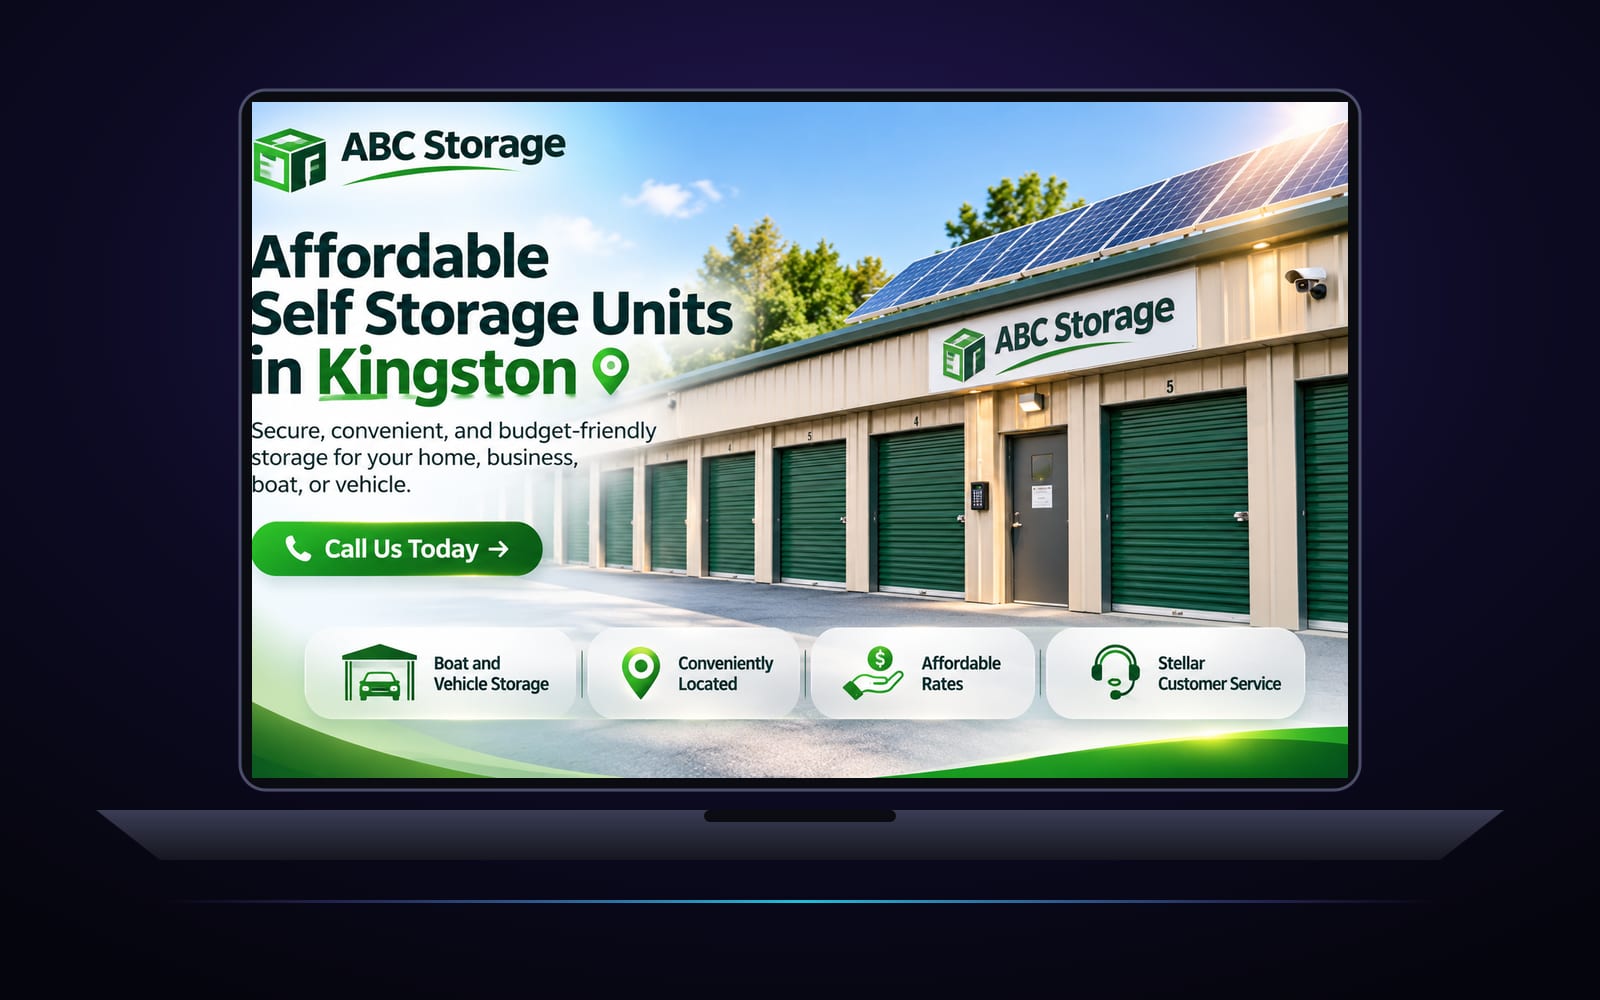 ABC Storage
Affordable
Self Storage Units
in Kingston
Secure, convenient, and budget-friendly
storage for your home, business,
boat, or vehicle.
Call Us Today →
ABC Storage
5
4
5
4
Boat and
Vehicle Storage
Conveniently
Located
$
Affordable
Rates
Stellar
Customer Service